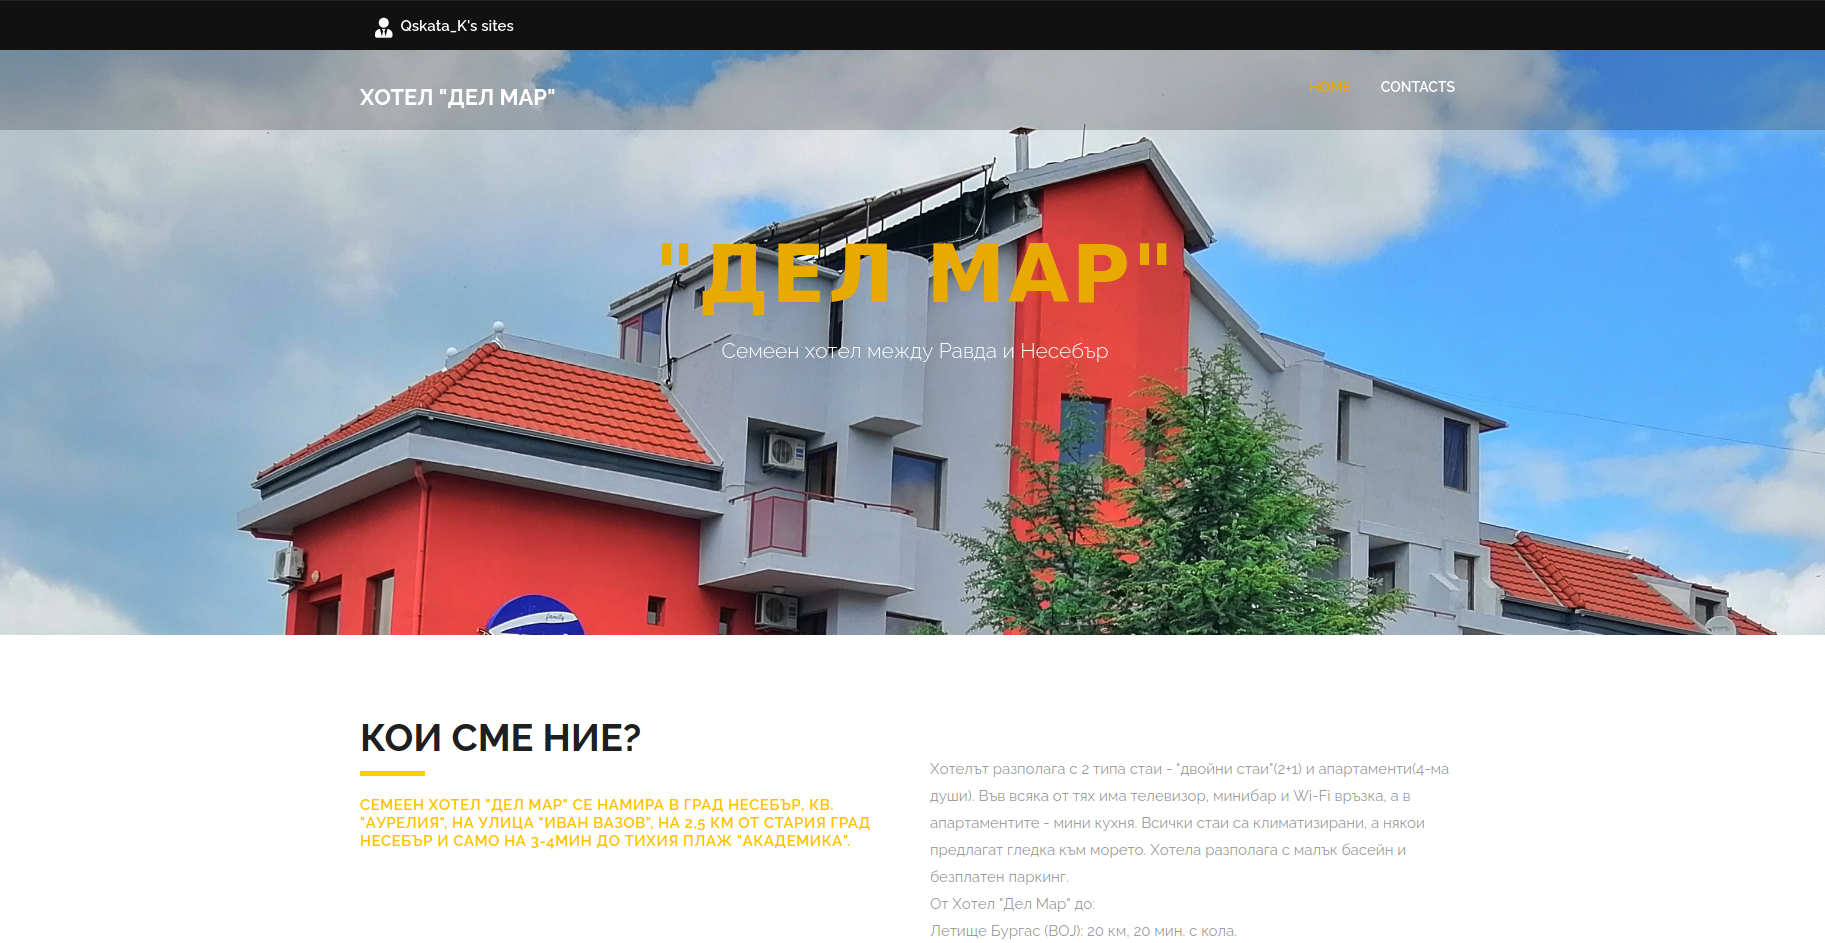 Qskata_K's sites
ХОТЕЛ "ДЕЛ МАР"
HOME
CONTACTS
"ДЕЛ МАР"
Семеен хотел между Равда и Несебър
family
КОИ СМЕ НИЕ?
СЕМЕЕН ХОТЕЛ "ДЕЛ МАР" СЕ НАМИРА В ГРАД НЕСЕБЪР, КВ.
"АУРЕЛИЯ", НА УЛИЦА "ИВАН ВАЗОВ", НА 2,5 КМ ОТ СТАРИЯ ГРАД
НЕСЕБЪР И САМО НА 3-4МИН ДО ТИХИЯ ПЛАЖ "АКАДЕМИКА".
Хотелът разполага с 2 типа стаи - "двойни стаи"(2+1) и апартаменти(4-ма
души). Във всяка от тях има телевизор, минибар и Wi-Fi връзка, а в
апартаментите - мини кухня. Всички стаи са климатизирани, а някои
предлагат гледка към морето. Хотела разполага с малък басейн и
безплатен паркинг.
От Хотел "Дел Мар" до:
Летище Бургас (BOJ): 20 км, 20 мин. с кола.